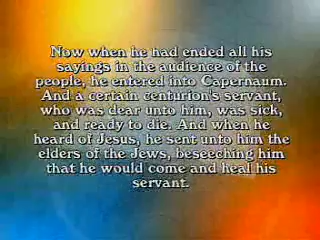 Now when he had ended all his
sayings in the audience of the
people, he entered into Capernaum.
And a certain centurion's servant,
who was dear unto him, was sick,
and ready to die. And when he
heard of Jesus, he sent unto him the
elders of the Jews, beseeching him
that he would come and heal his
servant.